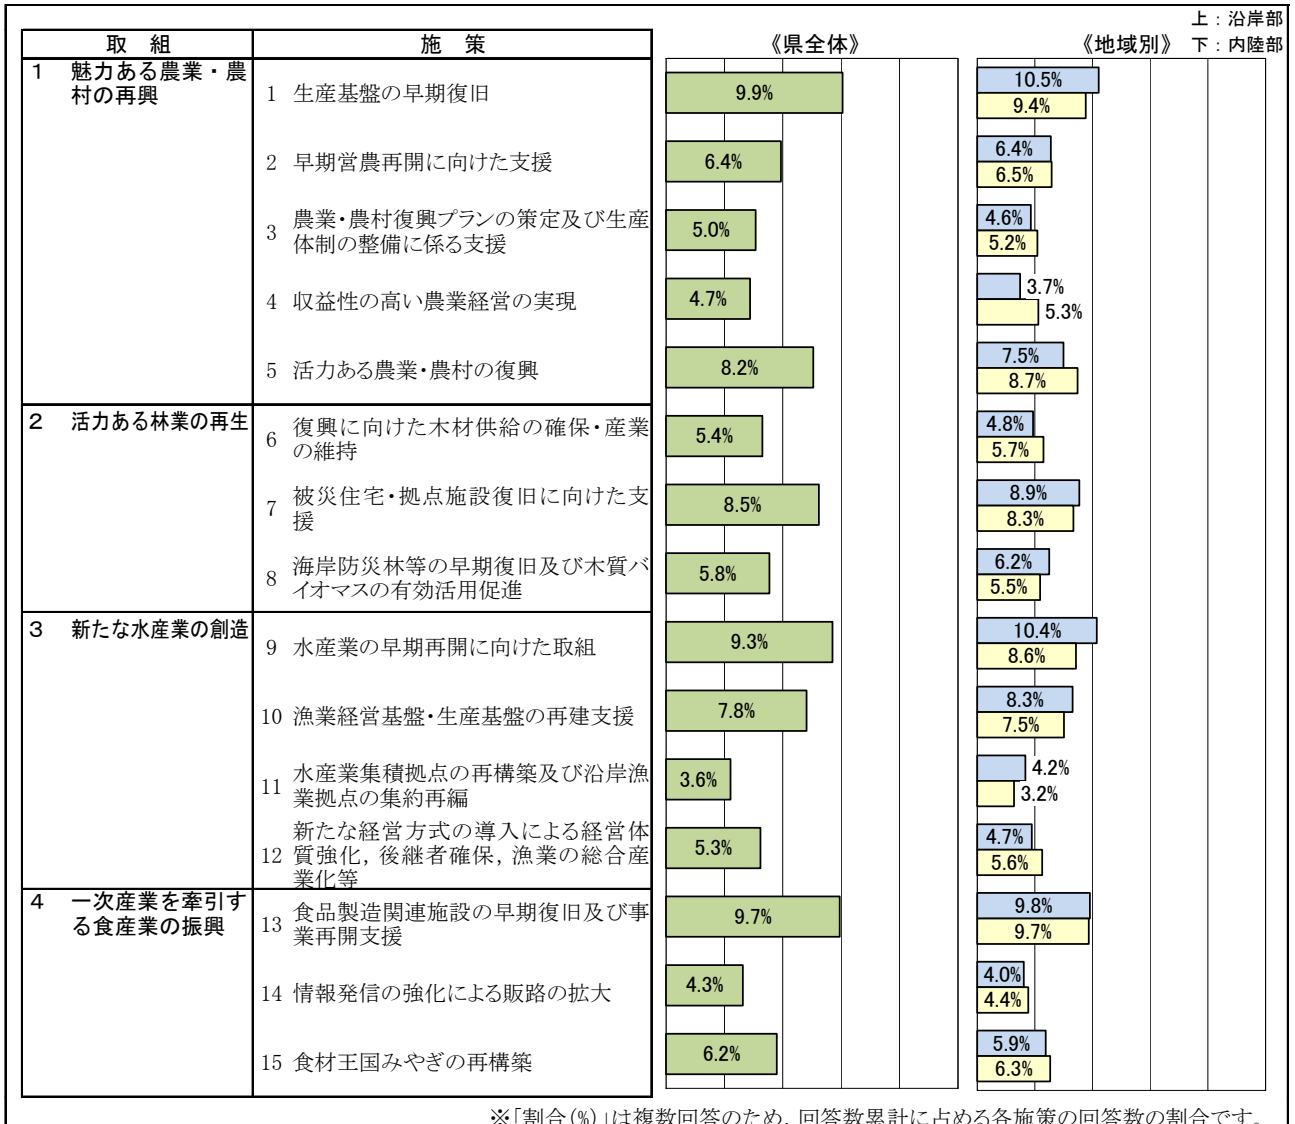 上：沿岸部
取　組
施　策
《県全体》
《地域別》
下：内陸部
1　魅力ある農業・農
村の再興
1 生産基盤の早期復旧
9.9%
10.5%
9.4%
2 早期営農再開に向けた支援
6.4%
6.4%
6.5%
3 農業・農村復興プランの策定及び生産
体制の整備に係る支援
5.0%
4.6%
5.2%
4 収益性の高い農業経営の実現
4.7%
3.7%
5.3%
5 活力ある農業・農村の復興
8.2%
7.5%
8.7%
2　活力ある林業の再生
6 復興に向けた木材供給の確保・産業
の維持
5.4%
4.8%
5.7%
7 被災住宅・拠点施設復旧に向けた支
援
8.5%
8.9%
8.3%
8 海岸防災林等の早期復旧及び木質バ
イオマスの有効活用促進
5.8%
6.2%
5.5%
3　新たな水産業の創造
9 水産業の早期再開に向けた取組
9.3%
10.4%
8.6%
10 漁業経営基盤・生産基盤の再建支援
7.8%
8.3%
7.5%
11 水産業集積拠点の再構築及び沿岸漁
業拠点の集約再編
3.6%
4.2%
3.2%
12 新たな経営方式の導入による経営体
質強化，後継者確保，漁業の総合産
業化等
5.3%
4.7%
5.6%
4　一次産業を牽引す
る食産業の振興
13 食品製造関連施設の早期復旧及び事
業再開支援
9.7%
9.8%
9.7%
14 情報発信の強化による販路の拡大
4.3%
4.0%
4.4%
15 食材王国みやぎの再構築
6.2%
5.9%
6.3%
※「割合(%)」は複数回答のため，回答数累計に占める各施策の回答数の割合です。